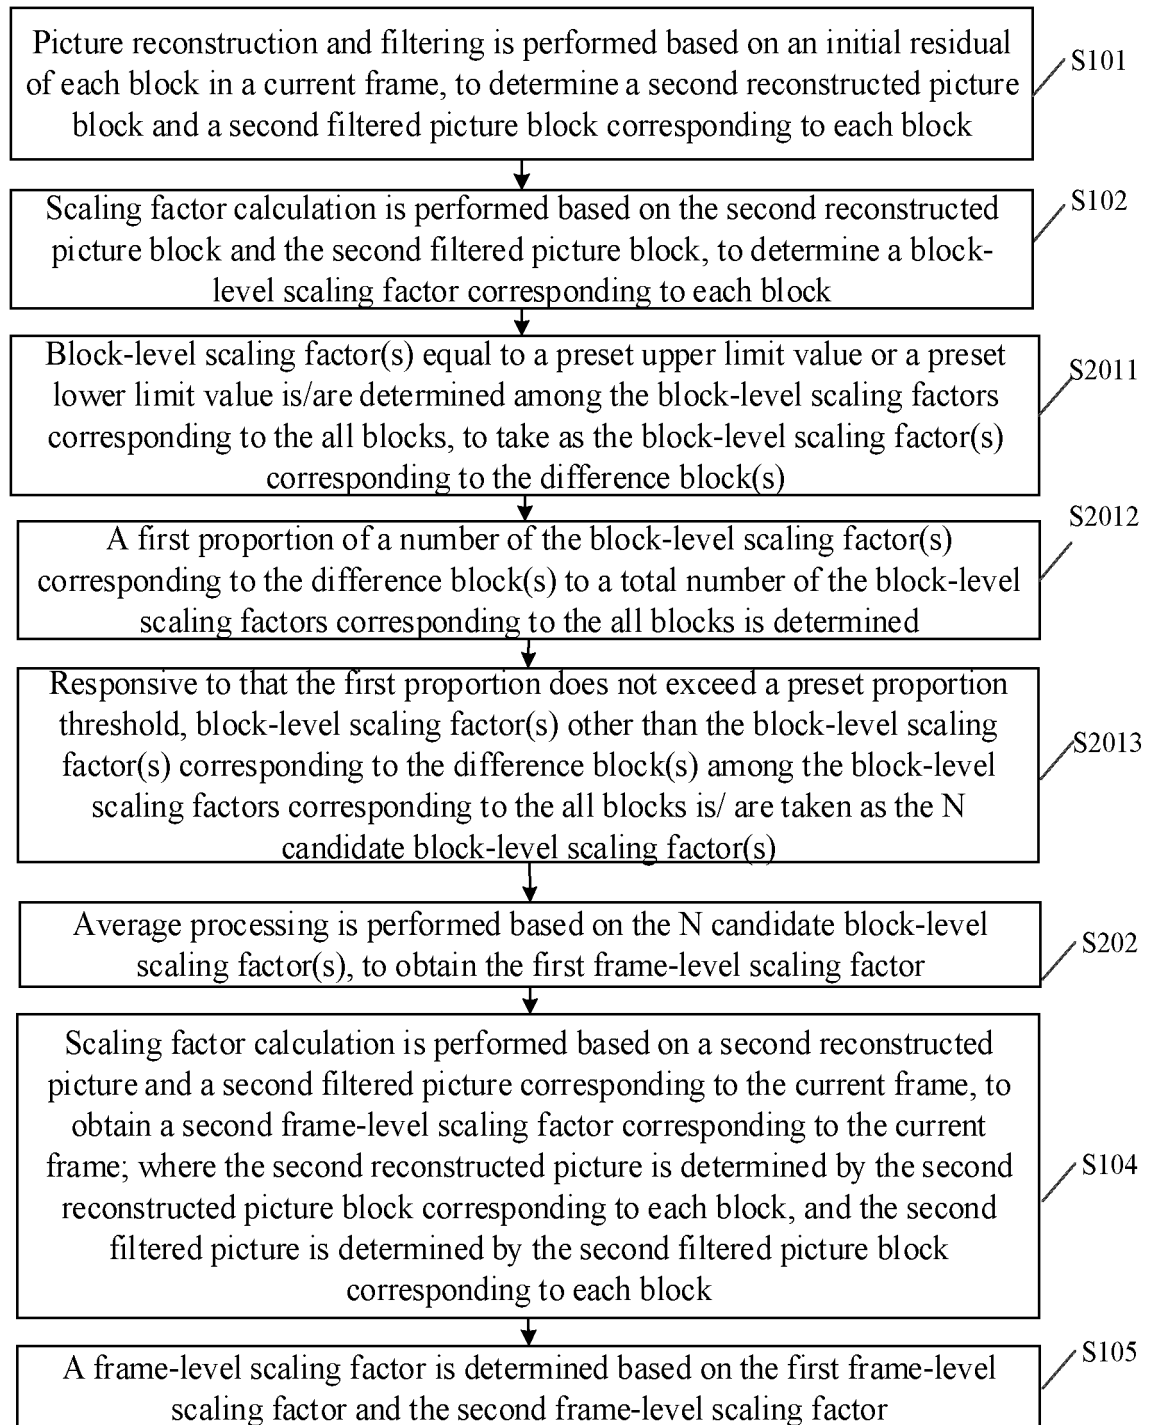 Picture reconstruction and filtering is performed based on an initial residual
of each block in a current frame, to determine a second reconstructed picture
block and a second filtered picture block corresponding to each block
S101
Scaling factor calculation is performed based on the second reconstructed
picture block and the second filtered picture block, to determine a block-
level scaling factor corresponding to each block
S102
Block-level scaling factor(s) equal to a preset upper limit value or a preset
lower limit value is/are determined among the block-level scaling factors
corresponding to the all blocks, to take as the block-level scaling factor(s)
corresponding to the difference block(s)
S2011
A first proportion of a number of the block-level scaling factor(s)
corresponding to the difference block(s) to a total number of the block-level
scaling factors corresponding to the all blocks is determined
S2012
Responsive to that the first proportion does not exceed a preset proportion
threshold, block-level scaling factor(s) other than the block-level scaling
factor(s) corresponding to the difference block(s) among the block-level
scaling factors corresponding to the all blocks is/ are taken as the N
candidate block-level scaling factor(s)
S2013
Average processing is performed based on the N candidate block-level
scaling factor(s), to obtain the first frame-level scaling factor
S202
Scaling factor calculation is performed based on a second reconstructed
picture and a second filtered picture corresponding to the current frame, to
obtain a second frame-level scaling factor corresponding to the current
frame; where the second reconstructed picture is determined by the second
reconstructed picture block corresponding to each block, and the second
filtered picture is determined by the second filtered picture block
corresponding to each block
S104
A frame-level scaling factor is determined based on the first frame-level
scaling factor and the second frame-level scaling factor
S105